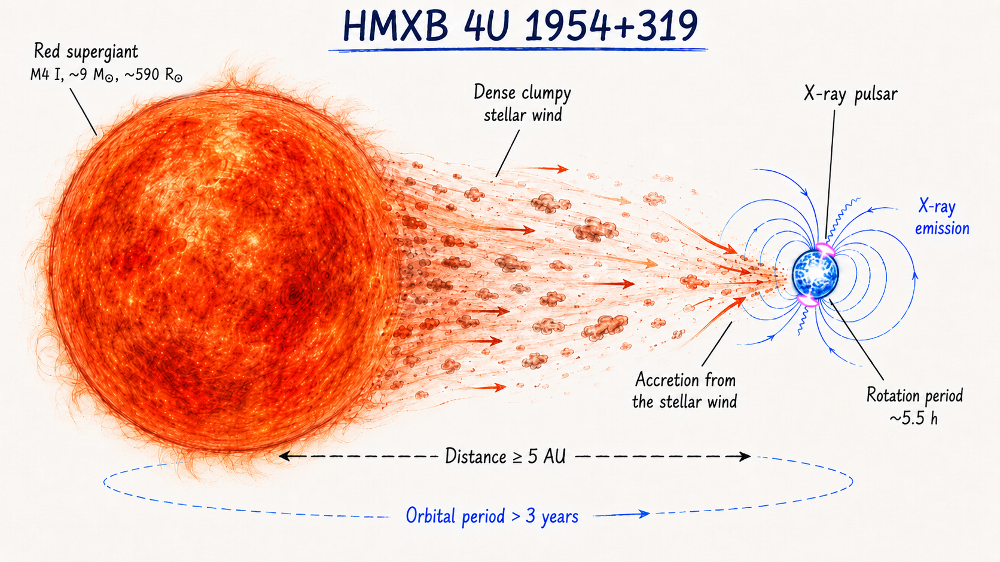 HMXB 4U 1954+319
Red supergiant
M4 I, ~9 M☉, ~590 R☉
Dense clumpy
stellar wind
X-ray pulsar
X-ray
emission
Accretion from
the stellar wind
Rotation period
~5.5 h
Distance ≥ 5 AU
Orbital period > 3 years